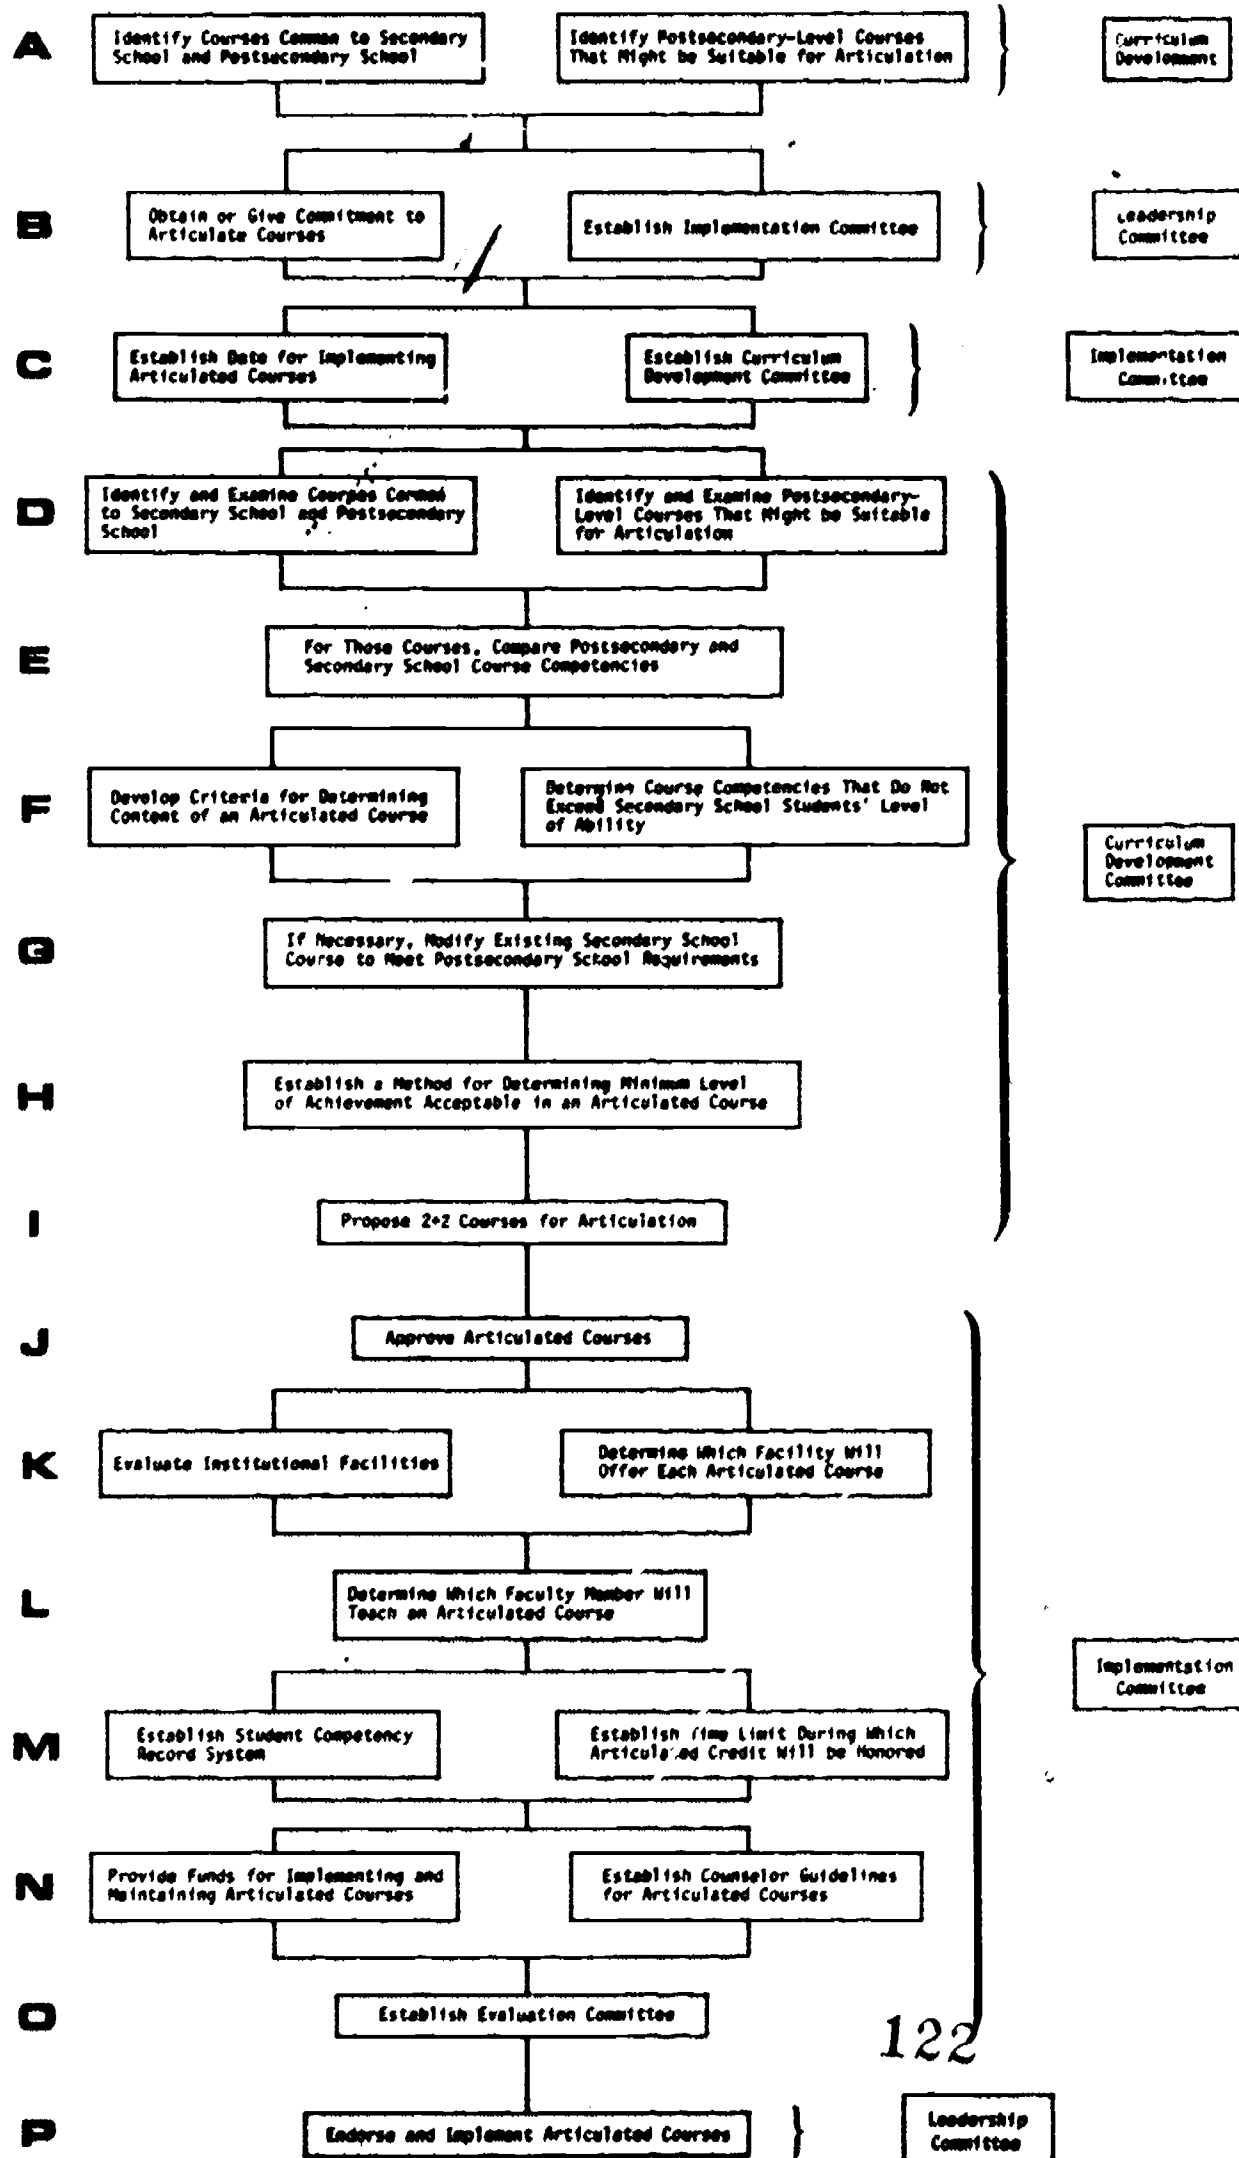 A
Identify Courses Common to Secondary
School and Postsecondary School
Identify Postsecondary-Level Courses
That Might be Suitable for Articulation
Curriculum
Development
B
Obtain or Give Commitment to
Articulate Courses
Establish Implementation Committee
Leadership
Committee
C
Establish Date for Implementing
Articulated Courses
Establish Curriculum
Development Committee
Implementation
Committee
D
Identify and Examine Courses Common
to Secondary School and Postsecondary
School
Identify and Examine Postsecondary-
Level Courses That Might be Suitable
for Articulation
E
For Those Courses, Compare Postsecondary and
Secondary School Course Competencies
F
Develop Criteria for Determining
Content of an Articulated Course
Determine Course Competencies That Do Not
Exceed Secondary School Students' Level
of Ability
Curriculum
Development
Committee
G
If Necessary, Modify Existing Secondary School
Course to Meet Postsecondary School Requirements
H
Establish a Method for Determining Minimum Level
of Achievement Acceptable in an Articulated Course
I
Propose 2+2 Courses for Articulation
J
Approve Articulated Courses
K
Evaluate Institutional Facilities
Determine Which Facility Will
Offer Each Articulated Course
L
Determine Which Faculty Member Will
Teach an Articulated Course
Implementation
Committee
M
Establish Student Competency
Record System
Establish Time Limit During Which
Articulated Credit Will be Honored
N
Provide Funds for Implementing and
Maintaining Articulated Courses
Establish Counselor Guidelines
for Articulated Courses
O
Establish Evaluation Committee
122
P
Endorse and Implement Articulated Courses
Leadership
Committee